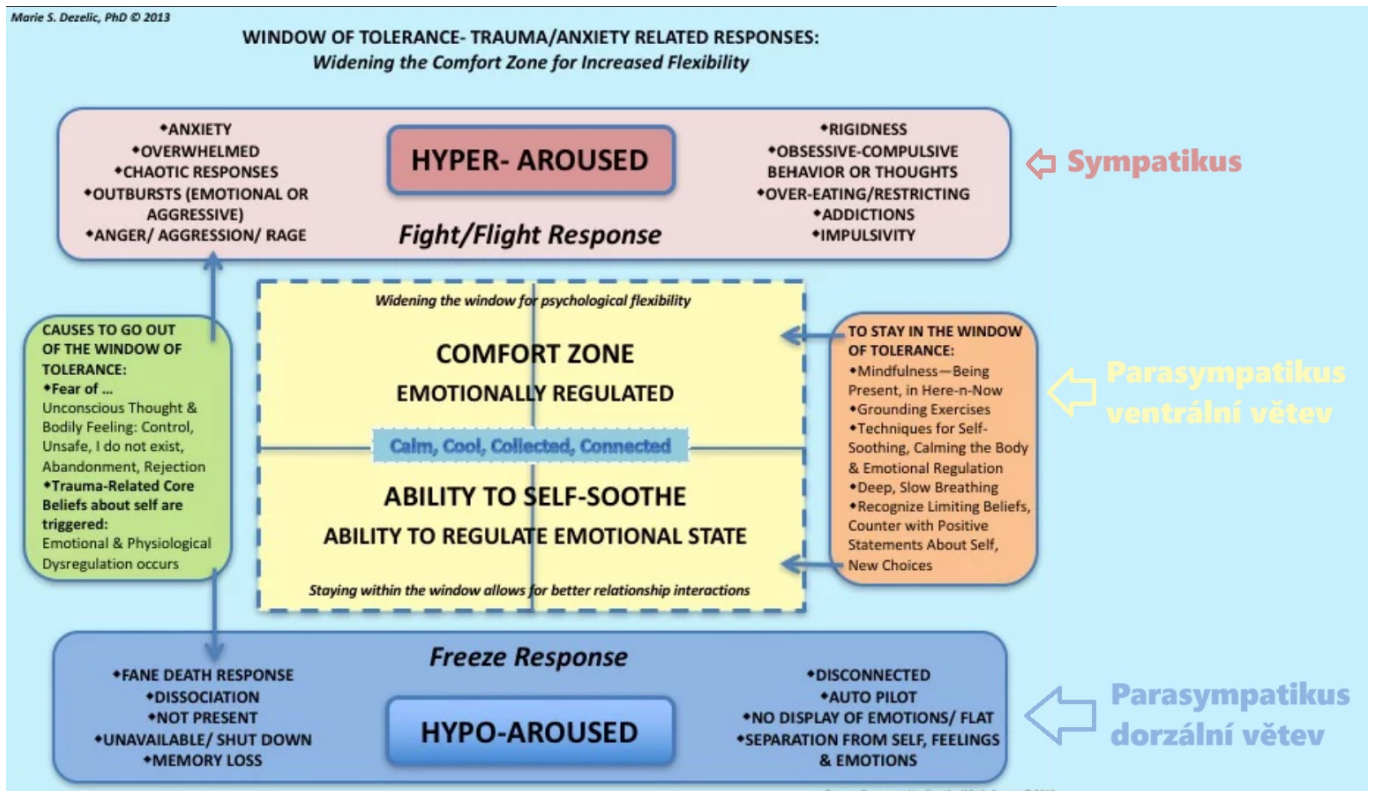 Marie S. Dezelic, PhD © 2013
WINDOW OF TOLERANCE- TRAUMA/ANXIETY RELATED RESPONSES:
Widening the Comfort Zone for Increased Flexibility
◆ANXIETY
◆OVERWHELMED
◆CHAOTIC RESPONSES
◆OUTBURSTS (EMOTIONAL OR
AGGRESSIVE)
◆ANGER/ AGGRESSION/ RAGE
HYPER- AROUSED
Fight/Flight Response
◆RIGIDNESS
◆OBSESSIVE-COMPULSIVE
BEHAVIOR OR THOUGHTS
◆OVER-EATING/RESTRICTING
◆ADDICTIONS
◆IMPULSIVITY
Sympatikus
CAUSES TO GO OUT
OF THE WINDOW OF
TOLERANCE:
◆Fear of ...
Unconscious Thought &
Bodily Feeling: Control,
Unsafe, I do not exist,
Abandonment, Rejection
◆Trauma-Related Core
Beliefs about self are
triggered:
Emotional & Physiological
Dysregulation occurs
Widening the window for psychological flexibility
COMFORT ZONE
EMOTIONALLY REGULATED
Calm, Cool, Collected, Connected
ABILITY TO SELF-SOOTHE
ABILITY TO REGULATE EMOTIONAL STATE
Staying within the window allows for better relationship interactions
TO STAY IN THE WINDOW
OF TOLERANCE:
◆Mindfulness—Being
Present, in Here-n-Now
◆Grounding Exercises
◆Techniques for Self-
Soothing, Calming the Body
& Emotional Regulation
◆Deep, Slow Breathing
◆Recognize Limiting Beliefs,
Counter with Positive
Statements About Self,
New Choices
Parasympatikus
ventrální větev
◆FANE DEATH RESPONSE
◆DISSOCIATION
◆NOT PRESENT
◆UNAVAILABLE/ SHUT DOWN
◆MEMORY LOSS
Freeze Response
HYPO-AROUSED
◆DISCONNECTED
◆AUTO PILOT
◆NO DISPLAY OF EMOTIONS/ FLAT
◆SEPARATION FROM SELF, FEELINGS
& EMOTIONS
Parasympatikus
dorzální větev